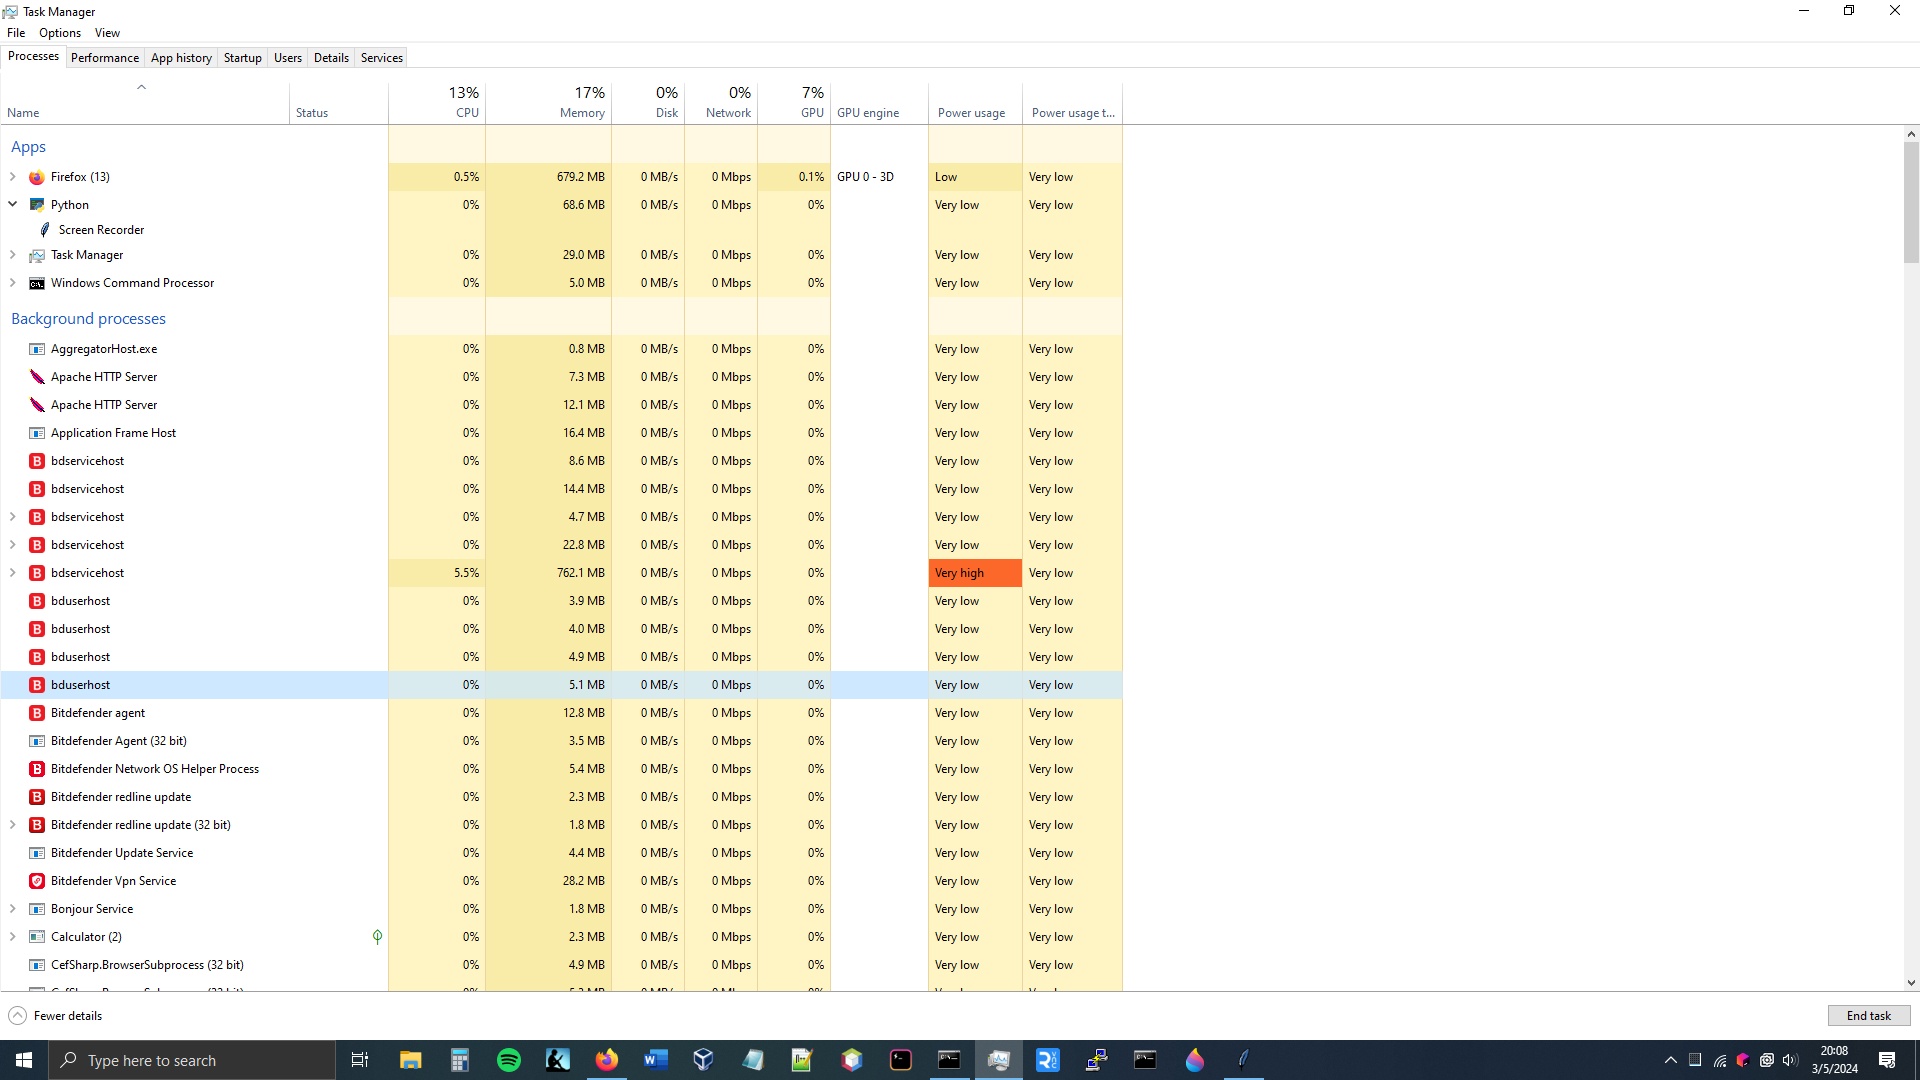 Task Manager
File Options View
Processes Performance App history Startup Users Details Services
13% 17% 0% 0% 7%
Name Status CPU Memory Disk Network GPU GPU engine Power usage Power usage t...
Apps
Firefox (13) 0.5% 679.2 MB 0 MB/s 0 Mbps 0.1% GPU 0 - 3D Low Very low
Python 0% 68.6 MB 0 MB/s 0 Mbps 0% Very low Very low
Screen Recorder
Task Manager 0% 29.0 MB 0 MB/s 0 Mbps 0% Very low Very low
Windows Command Processor 0% 5.0 MB 0 MB/s 0 Mbps 0% Very low Very low
Background processes
AggregatorHost.exe 0% 0.8 MB 0 MB/s 0 Mbps 0% Very low Very low
Apache HTTP Server 0% 7.3 MB 0 MB/s 0 Mbps 0% Very low Very low
Apache HTTP Server 0% 12.1 MB 0 MB/s 0 Mbps 0% Very low Very low
Application Frame Host 0% 16.4 MB 0 MB/s 0 Mbps 0% Very low Very low
bdservicehost 0% 8.6 MB 0 MB/s 0 Mbps 0% Very low Very low
bdservicehost 0% 14.4 MB 0 MB/s 0 Mbps 0% Very low Very low
bdservicehost 0% 4.7 MB 0 MB/s 0 Mbps 0% Very low Very low
bdservicehost 0% 22.8 MB 0 MB/s 0 Mbps 0% Very low Very low
bdservicehost 5.5% 762.1 MB 0 MB/s 0 Mbps 0% Very high Very low
bduserhost 0% 3.9 MB 0 MB/s 0 Mbps 0% Very low Very low
bduserhost 0% 4.0 MB 0 MB/s 0 Mbps 0% Very low Very low
bduserhost 0% 4.9 MB 0 MB/s 0 Mbps 0% Very low Very low
bduserhost 0% 5.1 MB 0 MB/s 0 Mbps 0% Very low Very low
Bitdefender agent 0% 12.8 MB 0 MB/s 0 Mbps 0% Very low Very low
Bitdefender Agent (32 bit) 0% 3.5 MB 0 MB/s 0 Mbps 0% Very low Very low
Bitdefender Network OS Helper Process 0% 5.4 MB 0 MB/s 0 Mbps 0% Very low Very low
Bitdefender redline update 0% 2.3 MB 0 MB/s 0 Mbps 0% Very low Very low
Bitdefender redline update (32 bit) 0% 1.8 MB 0 MB/s 0 Mbps 0% Very low Very low
Bitdefender Update Service 0% 4.4 MB 0 MB/s 0 Mbps 0% Very low Very low
Bitdefender Vpn Service 0% 28.2 MB 0 MB/s 0 Mbps 0% Very low Very low
Bonjour Service 0% 1.8 MB 0 MB/s 0 Mbps 0% Very low Very low
Calculator (2) 0% 2.3 MB 0 MB/s 0 Mbps 0% Very low Very low
CefSharp.BrowserSubprocess (32 bit) 0% 4.9 MB 0 MB/s 0 Mbps 0% Very low Very low
Fewer details End task
Type here to search
20:08
3/5/2024